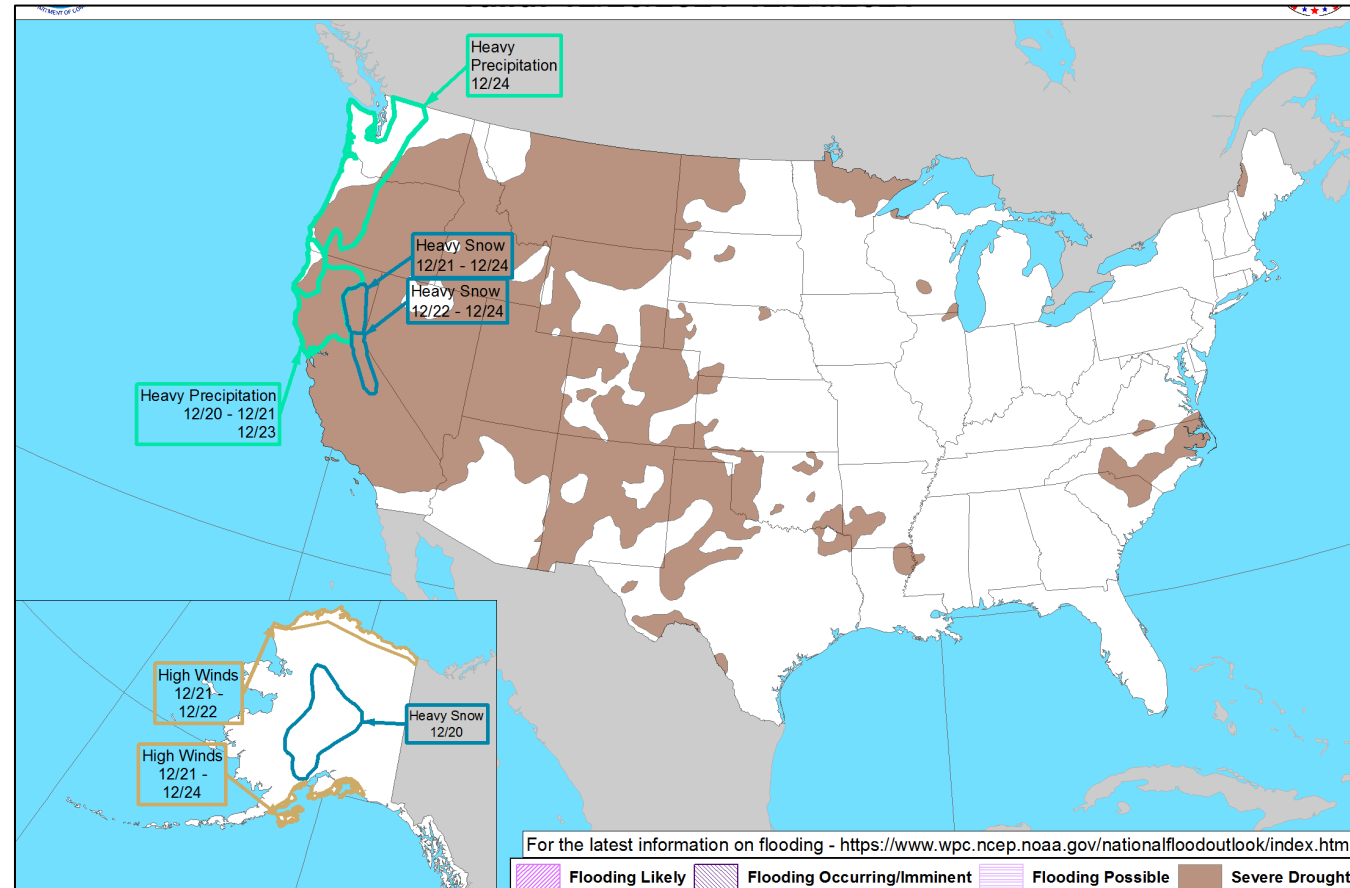 Heavy
Precipitation
12/24
Heavy Snow
12/21 - 12/24
Heavy Snow
12/22 - 12/24
Heavy Precipitation
12/20 - 12/21
12/23
High Winds
12/21 -
12/22
Heavy Snow
12/20
High Winds
12/21 -
12/24
For the latest information on flooding - https://www.wpc.ncep.noaa.gov/nationalfloodoutlook/index.htm
Flooding Likely
Flooding Occurring/Imminent
Flooding Possible
Severe Drought